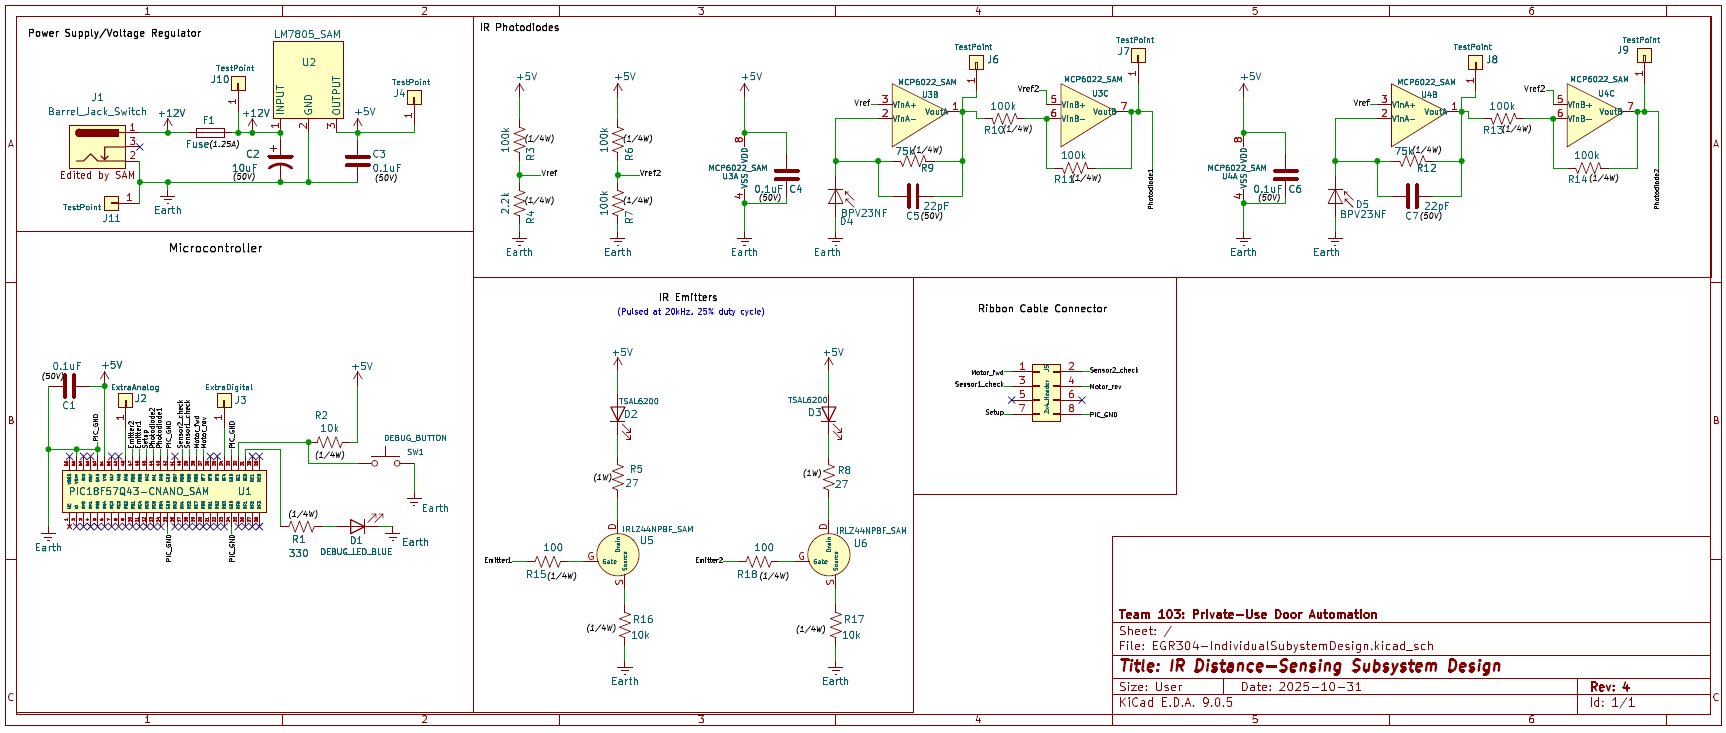 1
2
3
4
5
6
A
B
C
Power Supply/Voltage Regulator
LM7805_SAM
U2
INPUT
GND
OUTPUT
1
2
3
TestPoint
J10
1
TestPoint
J4
1
J1
Barrel_Jack_Switch
1
3
2
Edited by SAM
+12V
F1
Fuse(1.25A)
+12V
+5V
C2
10uF
(50V)
C3
0.1uF
(50V)
TestPoint
J11
1
Earth
IR Photodiodes
+5V
100k
R3
(1/4W)
Vref
2.2k
R4
(1/4W)
Earth
+5V
100k
R6
(1/4W)
Vref2
100k
R7
(1/4W)
Earth
+5V
8
VDD
MCP6022_SAM
U3A
VSS
4
0.1uF
C4
(50V)
Earth
MCP6022_SAM
U3B
Vref
3
2
VinA+
VinA-
VoutA
1
TestPoint
J6
1
75k
(1/4W)
R9
22pF
C5
(50V)
BPV23NF
D4
Earth
100k
R10
(1/4W)
Vref2
MCP6022_SAM
U3C
5
6
VinB+
VinB-
VoutB
7
TestPoint
J7
1
100k
R11
(1/4W)
Photodiode1
+5V
8
VDD
MCP6022_SAM
U4A
VSS
4
0.1uF
C6
(50V)
Earth
MCP6022_SAM
U4B
Vref
3
2
VinA+
VinA-
VoutA
1
TestPoint
J8
1
75k
(1/4W)
R12
22pF
C7
(50V)
D5
BPV23NF
Earth
100k
R13
(1/4W)
Vref2
MCP6022_SAM
U4C
5
6
VinB+
VinB-
VoutB
7
TestPoint
J9
1
100k
R14
(1/4W)
Photodiode2
Microcontroller
0.1uF
(50V)
C1
+5V
ExtraAnalog
J2
1
ExtraDigital
J3
1
PIC_GND
Emitter2
Emitter1
Setup
Photodiode2
Photodiode1
PIC_GND
Sensor2_check
Sensor1_check
Motor_fwd
Motor_rev
PIC_GND
R2
10k
(1/4W)
+5V
DEBUG_BUTTON
SW1
Earth
PIC18F57Q43-CNANO_SAM
U1
PIC_GND
PIC_GND
Earth
(1/4W)
R1
330
D1
DEBUG_LED_BLUE
Earth
IR Emitters
(Pulsed at 20kHz, 25% duty cycle)
+5V
TSAL6200
D2
R5
(1W)
27
IRLZ44NPBF_SAM
U5
D
Drain
G
Gate
Source
S
Emitter1
100
R15
(1/4W)
R16
(1/4W)
10k
Earth
+5V
TSAL6200
D3
R8
(1W)
27
IRLZ44NPBF_SAM
U6
D
Drain
G
Gate
Source
S
Emitter2
100
R18
(1/4W)
R17
(1/4W)
10k
Earth
Ribbon Cable Connector
Motor_fwd
1
2
Sensor2_check
Sensor1_check
3
4
Motor_rev
5
6
Setup
7
8
PIC_GND
J5
2x4_Header
Team 103: Private-Use Door Automation
Sheet: /
File: EGR304-IndividualSubystemDesign.kicad_sch
Title: IR Distance-Sensing Subsystem Design
Size: User
Date: 2025-10-31
Rev: 4
KiCad E.D.A. 9.0.5
Id: 1/1
A
B
C
1
2
3
4
5
6